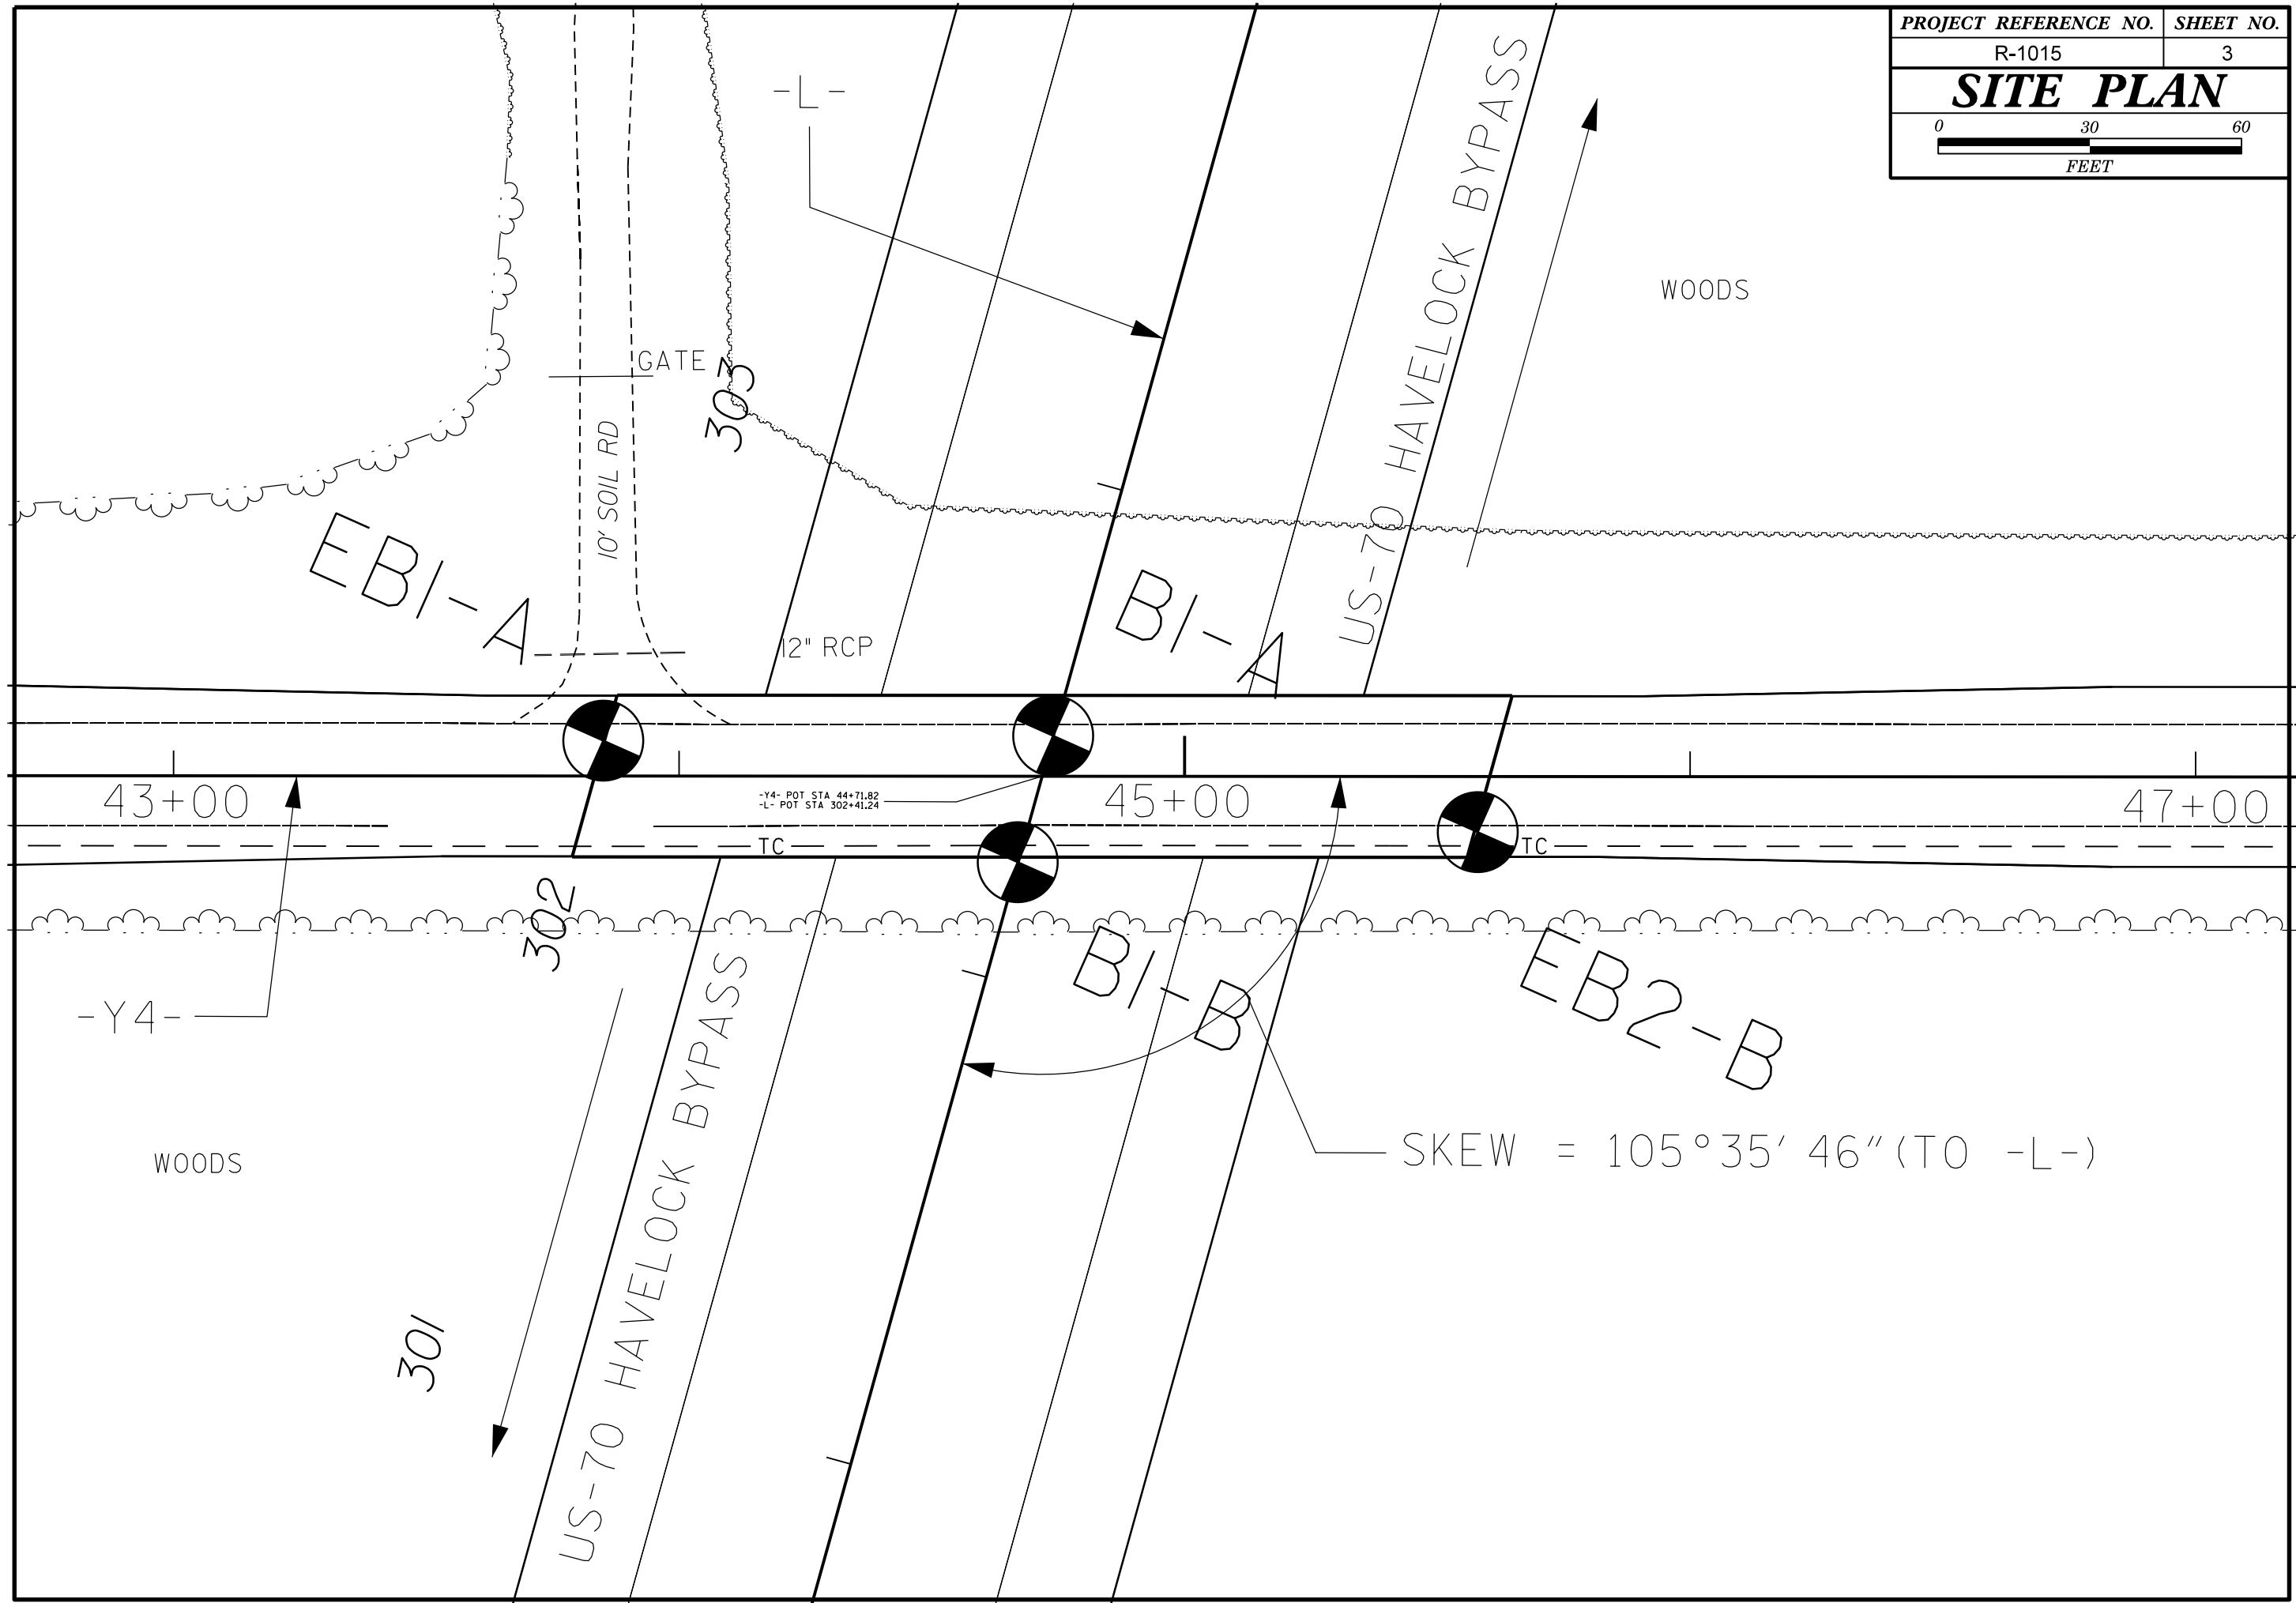 PROJECT REFERENCE NO. SHEET NO.
R-1015 3
SITE PLAN
0 30 60
FEET
-L-
US-70 HAVELOCK BYPASS
WOODS
GATE
303
10' SOIL RD
EB1-A
B1-A
12" RCP
43+00
-Y4- POT STA 44+71.82
-L- POT STA 302+41.24
45+00
47+00
TC
TC
302
B1-B
EB2-B
-Y4-
US-70 HAVELOCK BYPASS
WOODS
SKEW = 105°35'46"(TO -L-)
301